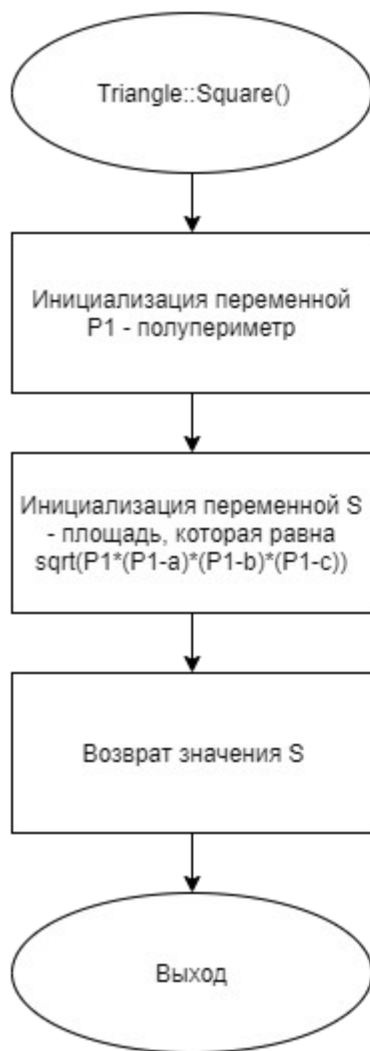 Triangle::Square()
Инициализация переменной
P1 - полупериметр
Инициализация переменной S
- площадь, которая равна
sqrt(P1*(P1-a)*(P1-b)*(P1-c))
Возврат значения S
Выход